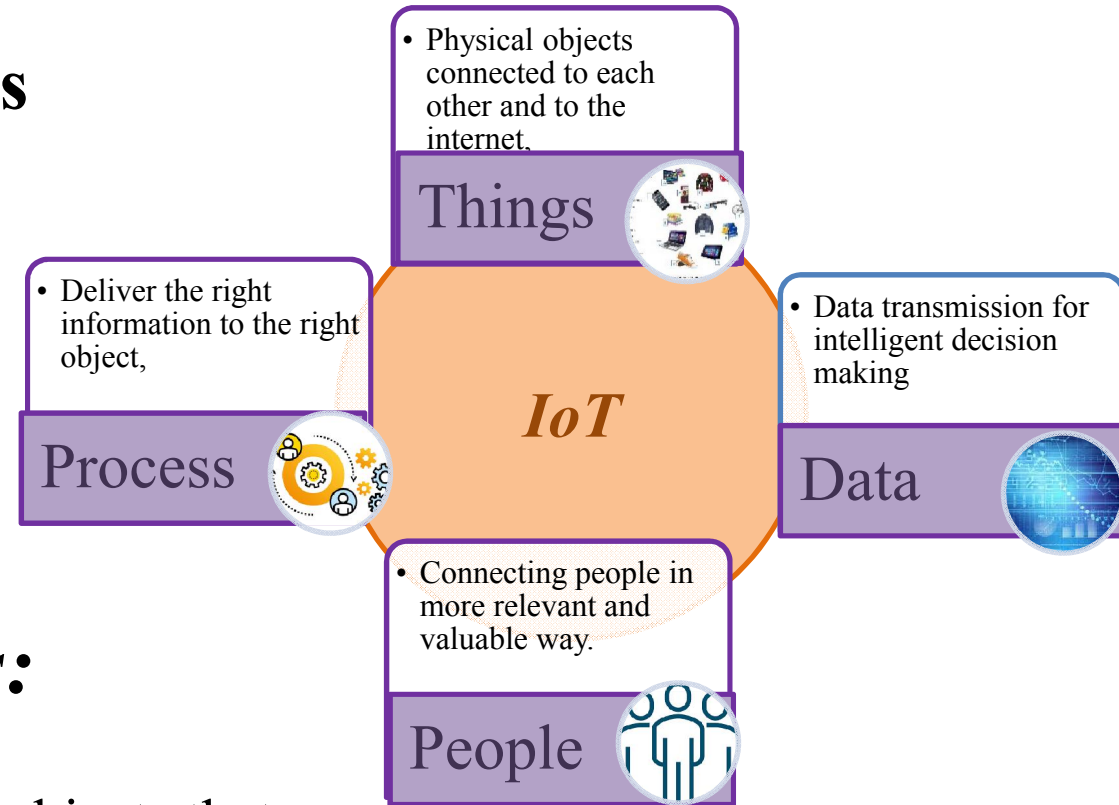 s
• Physical objects
connected to each
other and to the
internet,
Things
• Deliver the right
information to the right
object,
Process
IoT
• Data transmission for
intelligent decision
making
Data
• Connecting people in
more relevant and
valuable way.
People
: